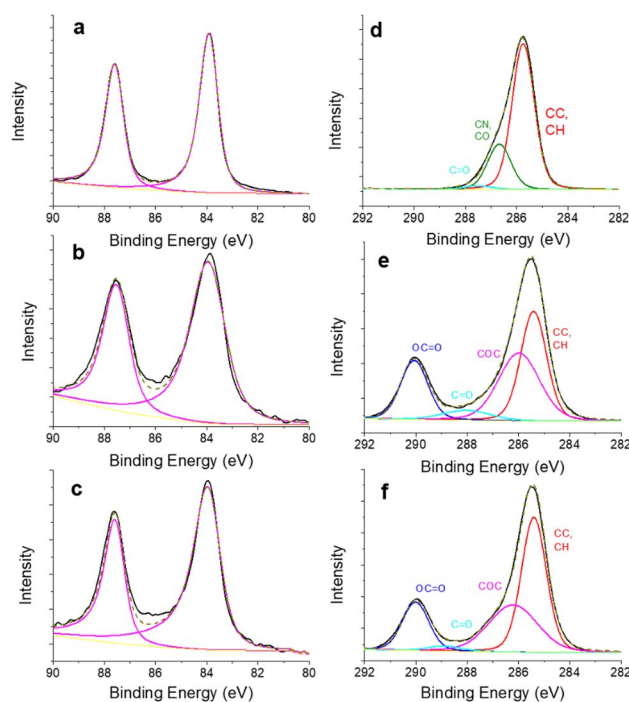 a
Intensity
90 88 86 84 82 80
Binding Energy (eV)
d
Intensity
CN,
CO
C=O
CC,
CH
292 290 288 286 284 282
Binding Energy (eV)
b
Intensity
90 88 86 84 82 80
Binding Energy (eV)
e
Intensity
OC=O
C=O
COC
CC,
CH
292 290 288 286 284 282
Binding Energy (eV)
c
Intensity
90 88 86 84 82 80
Binding Energy (eV)
f
Intensity
OC=O
C=O
COC
CC,
CH
292 290 288 286 284 282
Binding Energy (eV)